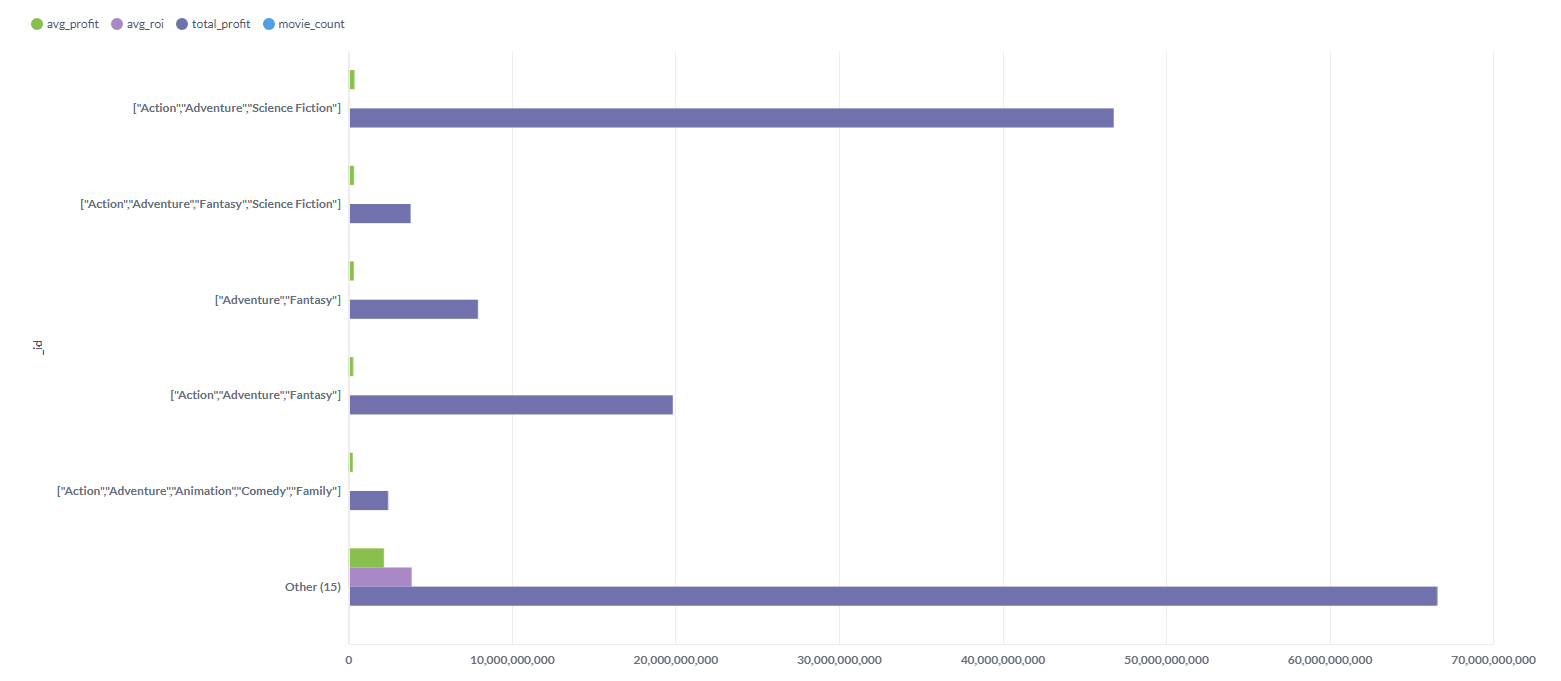 avg_profit avg_roi total_profit movie_count
["Action","Adventure","Science Fiction"]
["Action","Adventure","Fantasy","Science Fiction"]
["Adventure","Fantasy"]
_id
["Action","Adventure","Fantasy"]
["Action","Adventure","Animation","Comedy","Family"]
Other (15)
0 10,000,000,000 20,000,000,000 30,000,000,000 40,000,000,000 50,000,000,000 60,000,000,000 70,000,000,000